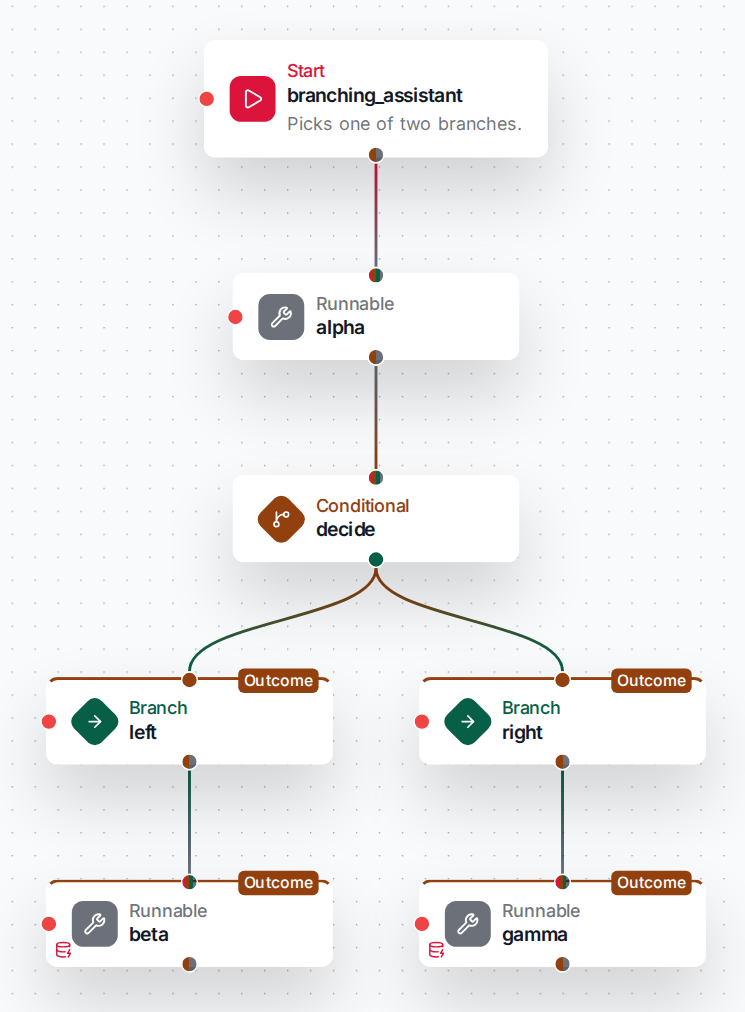 Start
branching_assistant
Picks one of two branches.
Runnable
alpha
Conditional
decide
Outcome
Branch
left
Outcome
Branch
right
Outcome
Runnable
beta
Outcome
Runnable
gamma